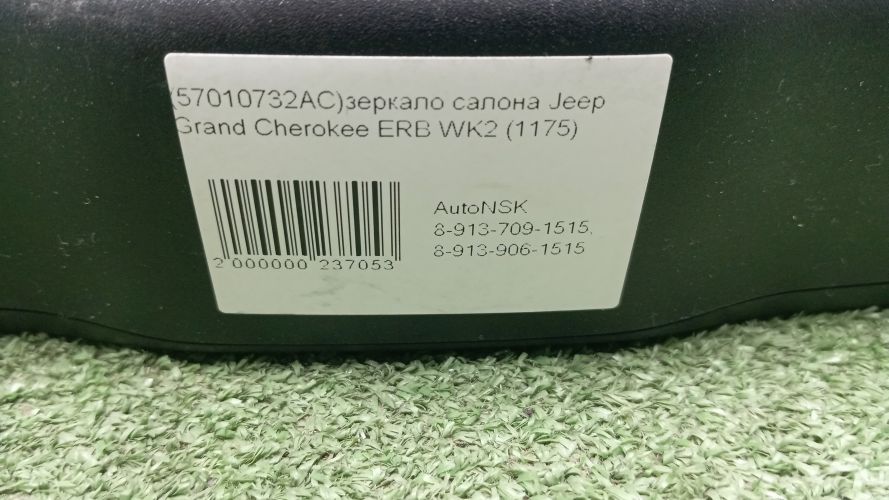 (57010732AC)зеркало салона Jeep
Grand Cherokee ERB WK2 (1175)
AutoNSK
8-913-709-1515,
8-913-906-1515
2 000000 237053